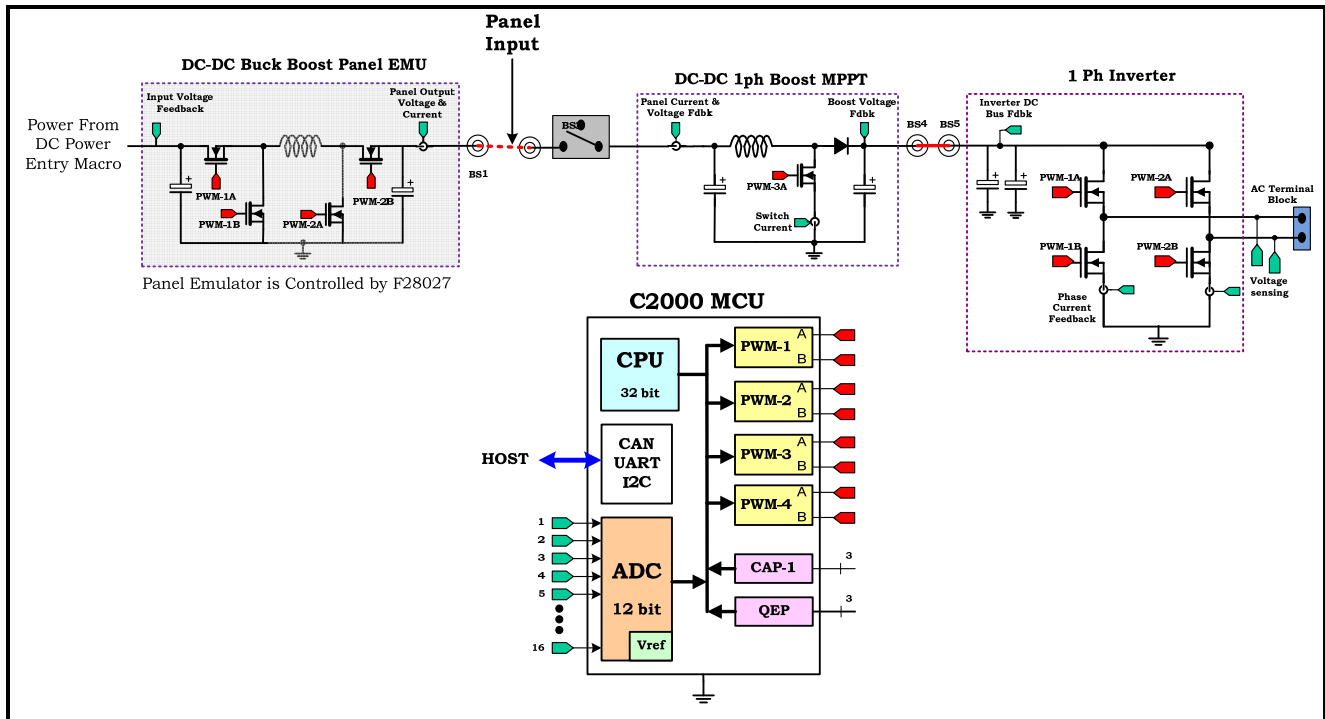 Panel
Input
DC-DC Buck Boost Panel EMU
DC-DC 1ph Boost MPPT
1 Ph Inverter
Input Voltage
Feedback
Panel Output
Voltage &
Current
Power From
DC Power
Entry Macro
PWM-1A
PWM-1B
PWM-2A
PWM-2B
+
+
BS1
Panel Emulator is Controlled by F28027
Panel Current &
Voltage Fdbk
Boost Voltage
Fdbk
PWM-3A
Switch
Current
+
+
BS4
BS5
Inverter DC
Bus Fdbk
+
+
PWM-1A
PWM-2A
PWM-1B
PWM-2B
Phase
Current
Feedback
AC Terminal
Block
Voltage
sensing
C2000 MCU
CPU
32 bit
CAN
UART
I2C
HOST
ADC
12 bit
Vref
1
2
3
4
5
16
PWM-1
A
B
PWM-2
A
B
PWM-3
A
B
PWM-4
A
B
CAP-1
3
QEP
3